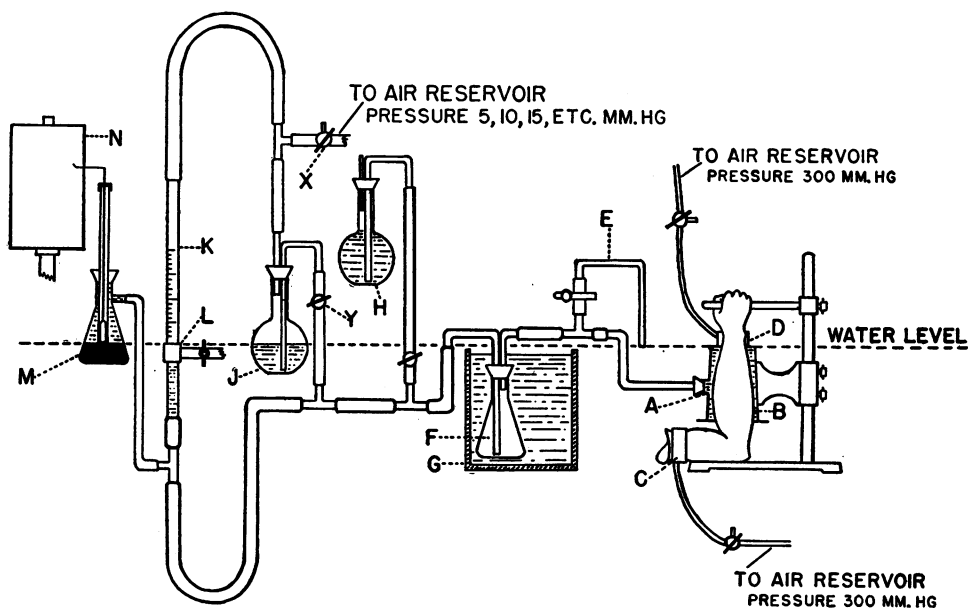 TO AIR RESERVOIR
PRESSURE 5, 10, 15, ETC. MM. HG
N
X
TO AIR RESERVOIR
PRESSURE 300 MM. HG
E
K
H
Y
L
D
WATER LEVEL
J
M
A
B
F
G
C
TO AIR RESERVOIR
PRESSURE 300 MM. HG